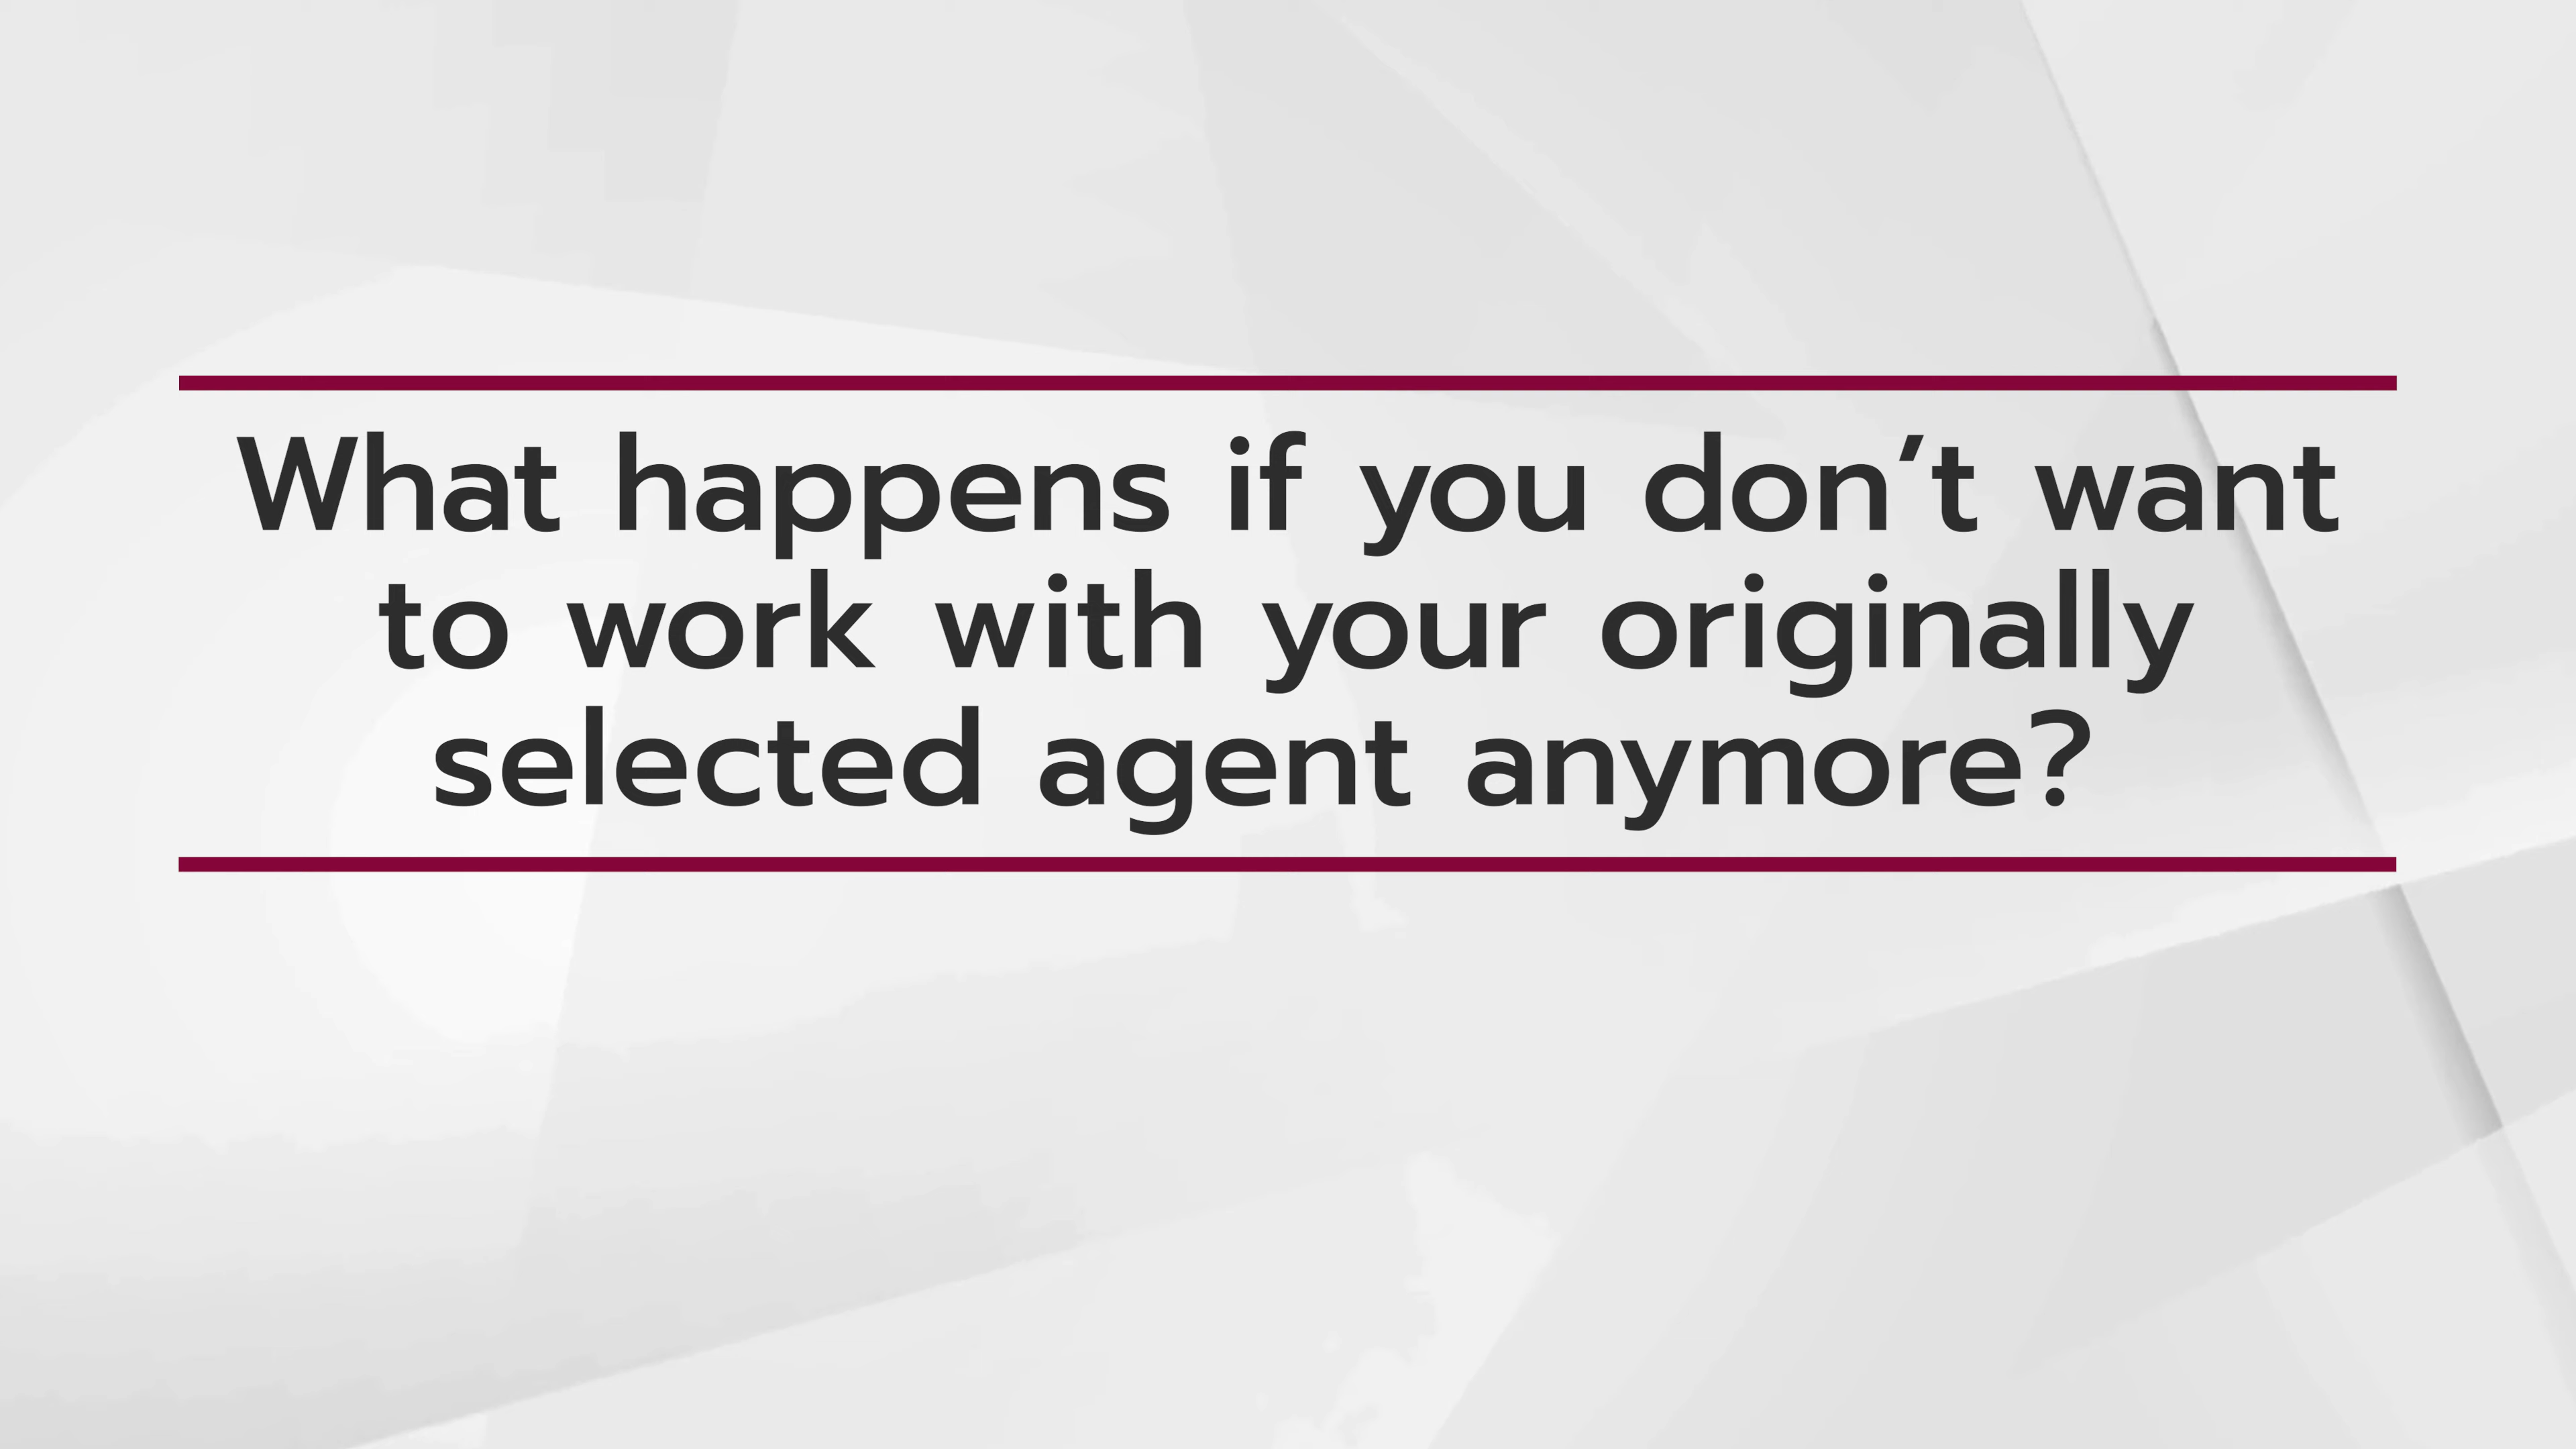 What happens if you don’t want
to work with your originally
selected agent anymore?